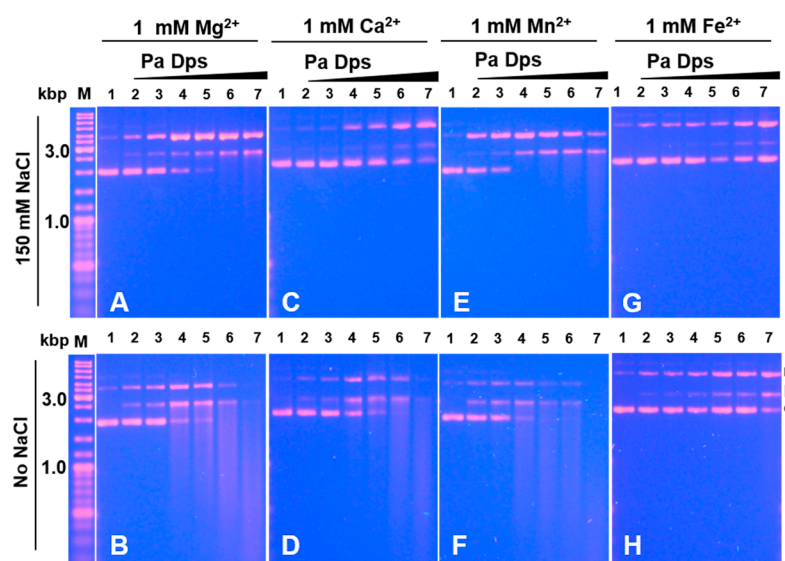 1 mM Mg²⁺ 1 mM Ca²⁺ 1 mM Mn²⁺ 1 mM Fe²⁺
Pa Dps Pa Dps Pa Dps Pa Dps
kbp M 1 2 3 4 5 6 7 1 2 3 4 5 6 7 1 2 3 4 5 6 7 1 2 3 4 5 6 7
150 mM NaCl
3.0
1.0
A C E G
kbp M 1 2 3 4 5 6 7 1 2 3 4 5 6 7 1 2 3 4 5 6 7 1 2 3 4 5 6 7
No NaCl
3.0
1.0
B D F H